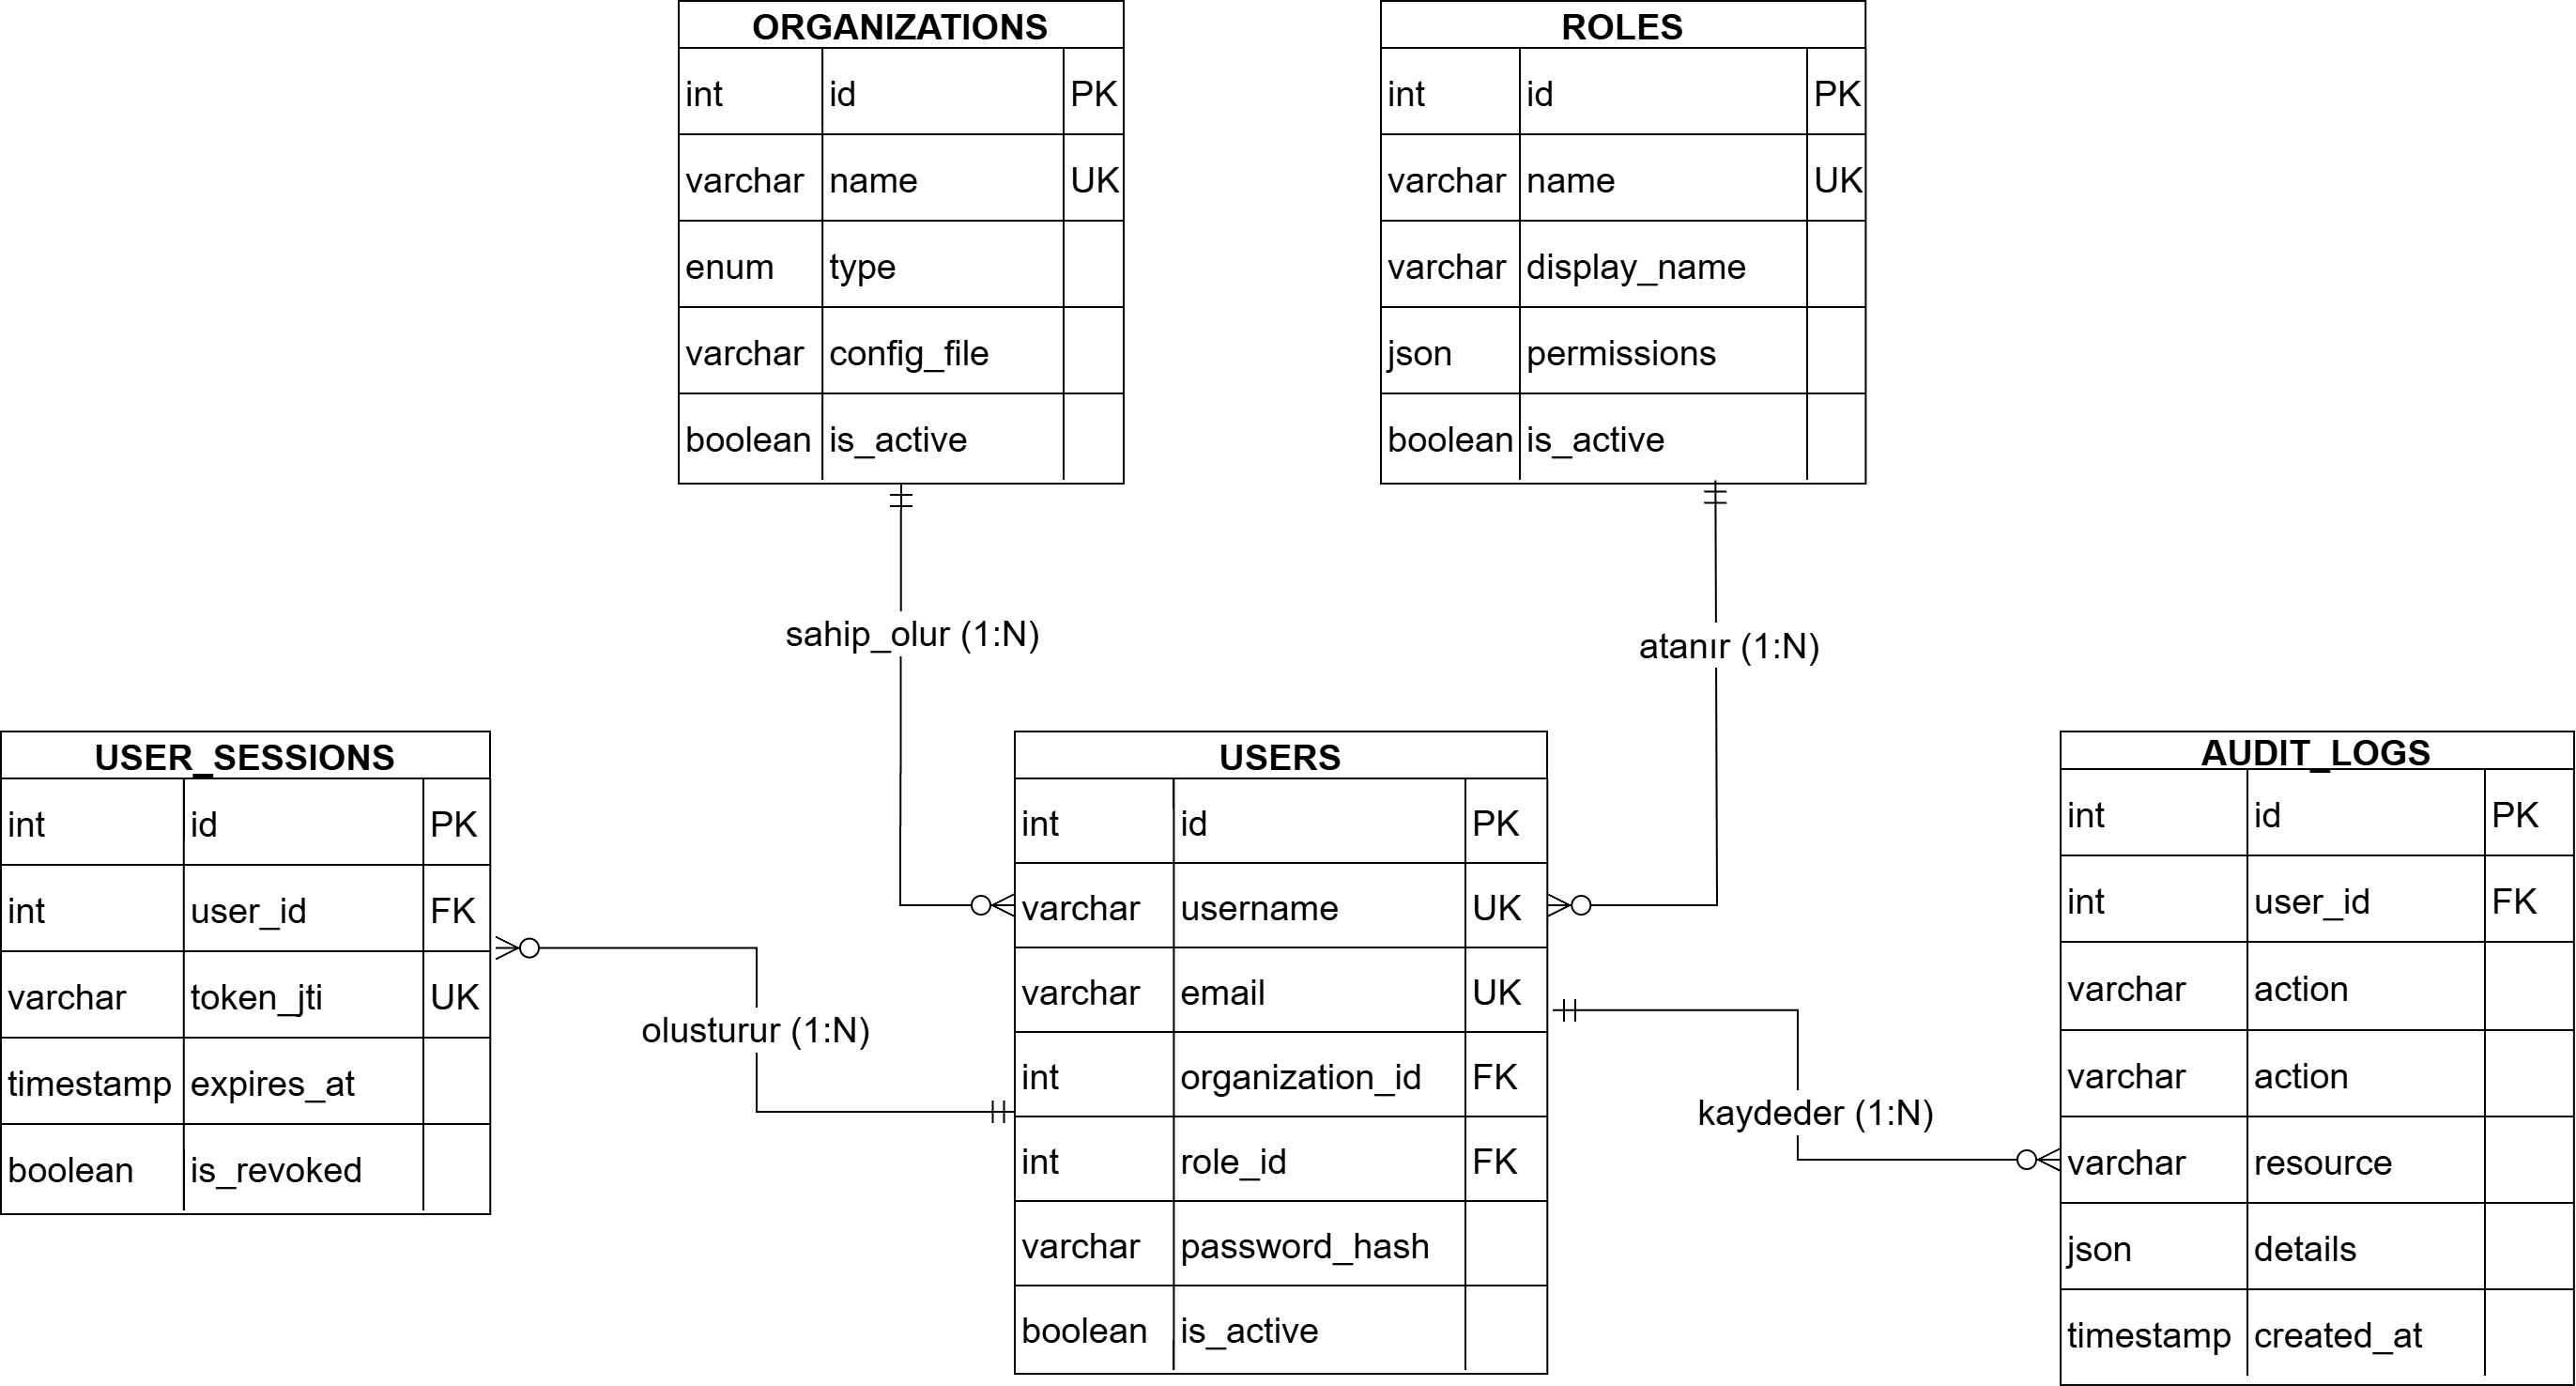 ORGANIZATIONS
int id PK
varchar name UK
enum type
varchar config_file
boolean is_active
ROLES
int id PK
varchar name UK
varchar display_name
json permissions
boolean is_active
sahip_olur (1:N)
atanır (1:N)
USER_SESSIONS
int id PK
int user_id FK
varchar token_jti UK
timestamp expires_at
boolean is_revoked
olusturur (1:N)
USERS
int id PK
varchar username UK
varchar email UK
int organization_id FK
int role_id FK
varchar password_hash
boolean is_active
kaydeder (1:N)
AUDIT_LOGS
int id PK
int user_id FK
varchar action
varchar action
varchar resource
json details
timestamp created_at